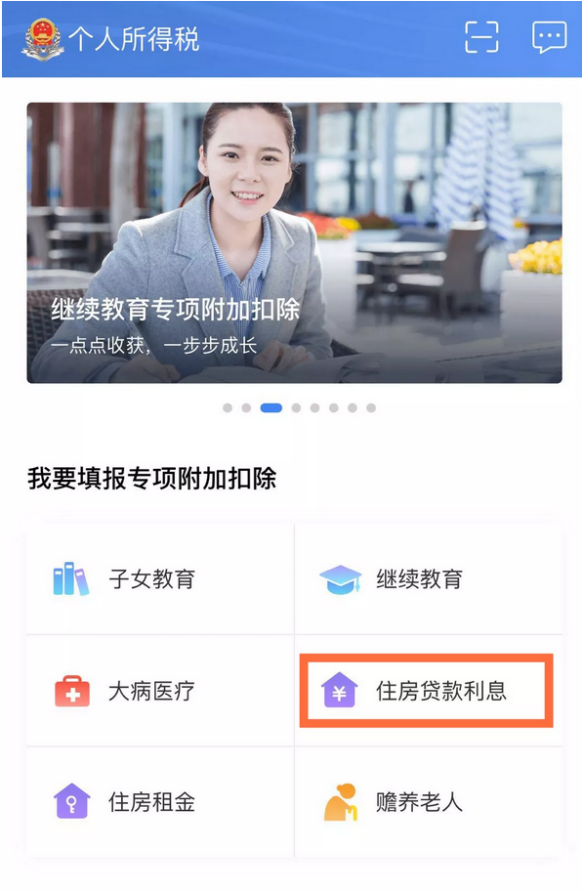 个人所得税
继续教育专项附加扣除
一点点收获，一步步成长
我要填报专项附加扣除
子女教育
继续教育
大病医疗
¥ 住房贷款利息
住房租金
赡养老人